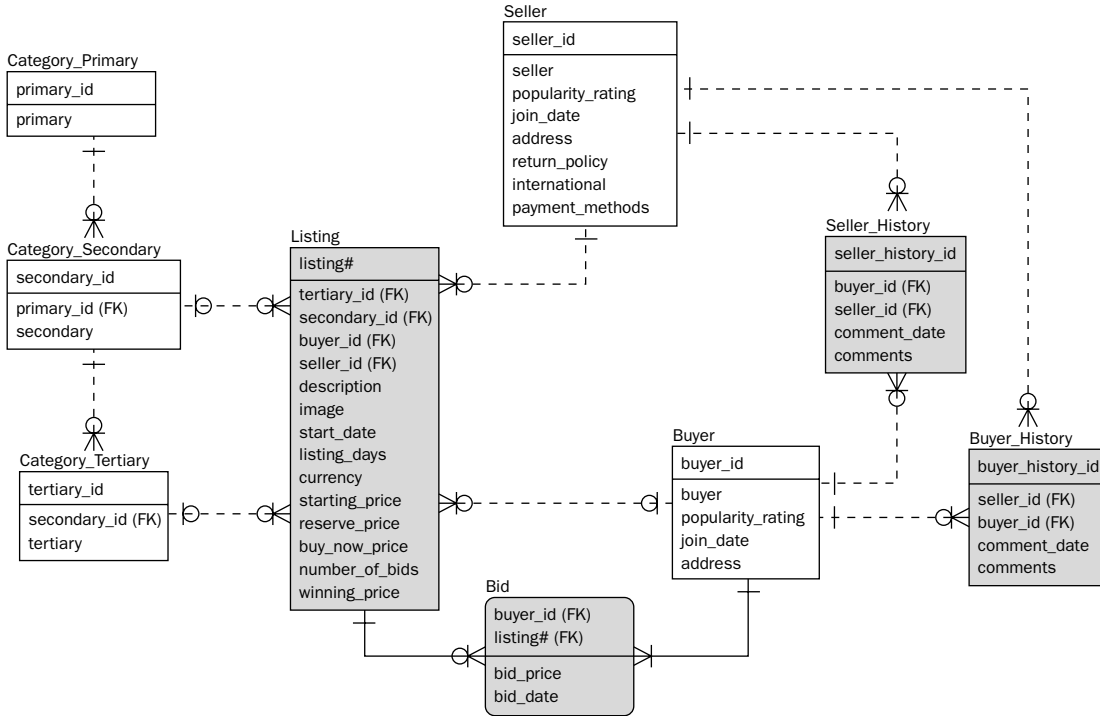 Category_Primary
primary_id
primary
Category_Secondary
secondary_id
primary_id (FK)
secondary
Category_Tertiary
tertiary_id
secondary_id (FK)
tertiary
Listing
listing#
tertiary_id (FK)
secondary_id (FK)
buyer_id (FK)
seller_id (FK)
description
image
start_date
listing_days
currency
starting_price
reserve_price
buy_now_price
number_of_bids
winning_price
Seller
seller_id
seller
popularity_rating
join_date
address
return_policy
international
payment_methods
Seller_History
seller_history_id
buyer_id (FK)
seller_id (FK)
comment_date
comments
Buyer
buyer_id
buyer
popularity_rating
join_date
address
Buyer_History
buyer_history_id
seller_id (FK)
buyer_id (FK)
comment_date
comments
Bid
buyer_id (FK)
listing# (FK)
bid_price
bid_date